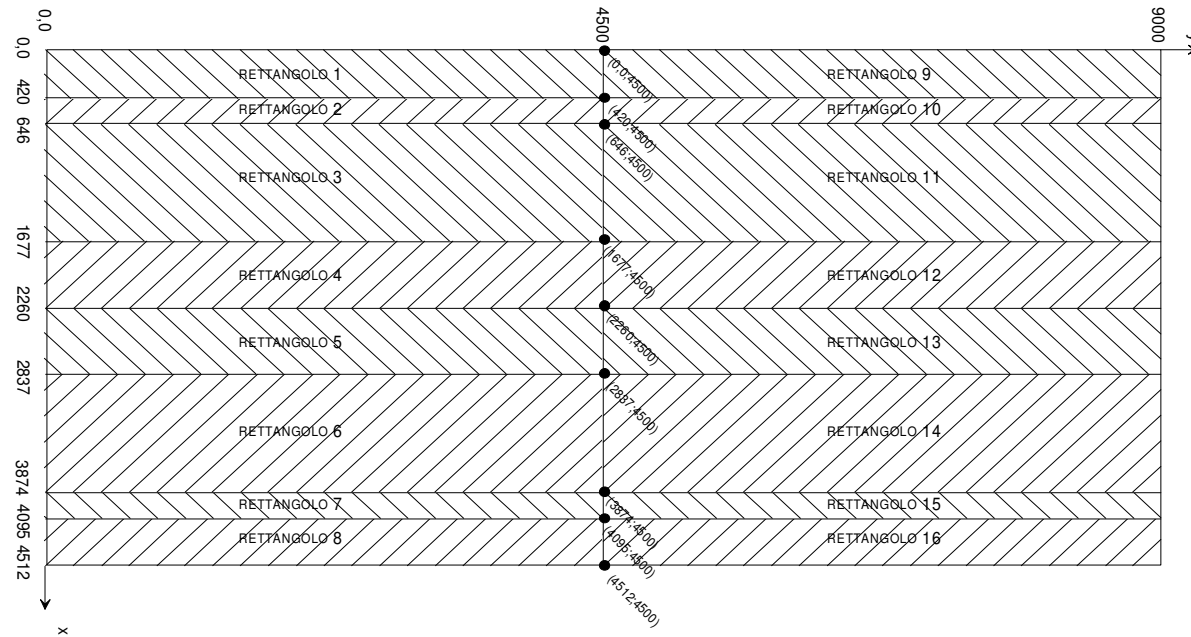 0,0
4500
9000
y
0,0
420
646
1677
2260
2837
3874
4095
4512
x
RETTANGOLO 1
RETTANGOLO 2
RETTANGOLO 3
RETTANGOLO 4
RETTANGOLO 5
RETTANGOLO 6
RETTANGOLO 7
RETTANGOLO 8
(0,0;4500)
(420;4500)
(646;4500)
(1677;4500)
(2260;4500)
(2837;4500)
(3874;4500)
(4095;4500)
(4512;4500)
RETTANGOLO 9
RETTANGOLO 10
RETTANGOLO 11
RETTANGOLO 12
RETTANGOLO 13
RETTANGOLO 14
RETTANGOLO 15
RETTANGOLO 16